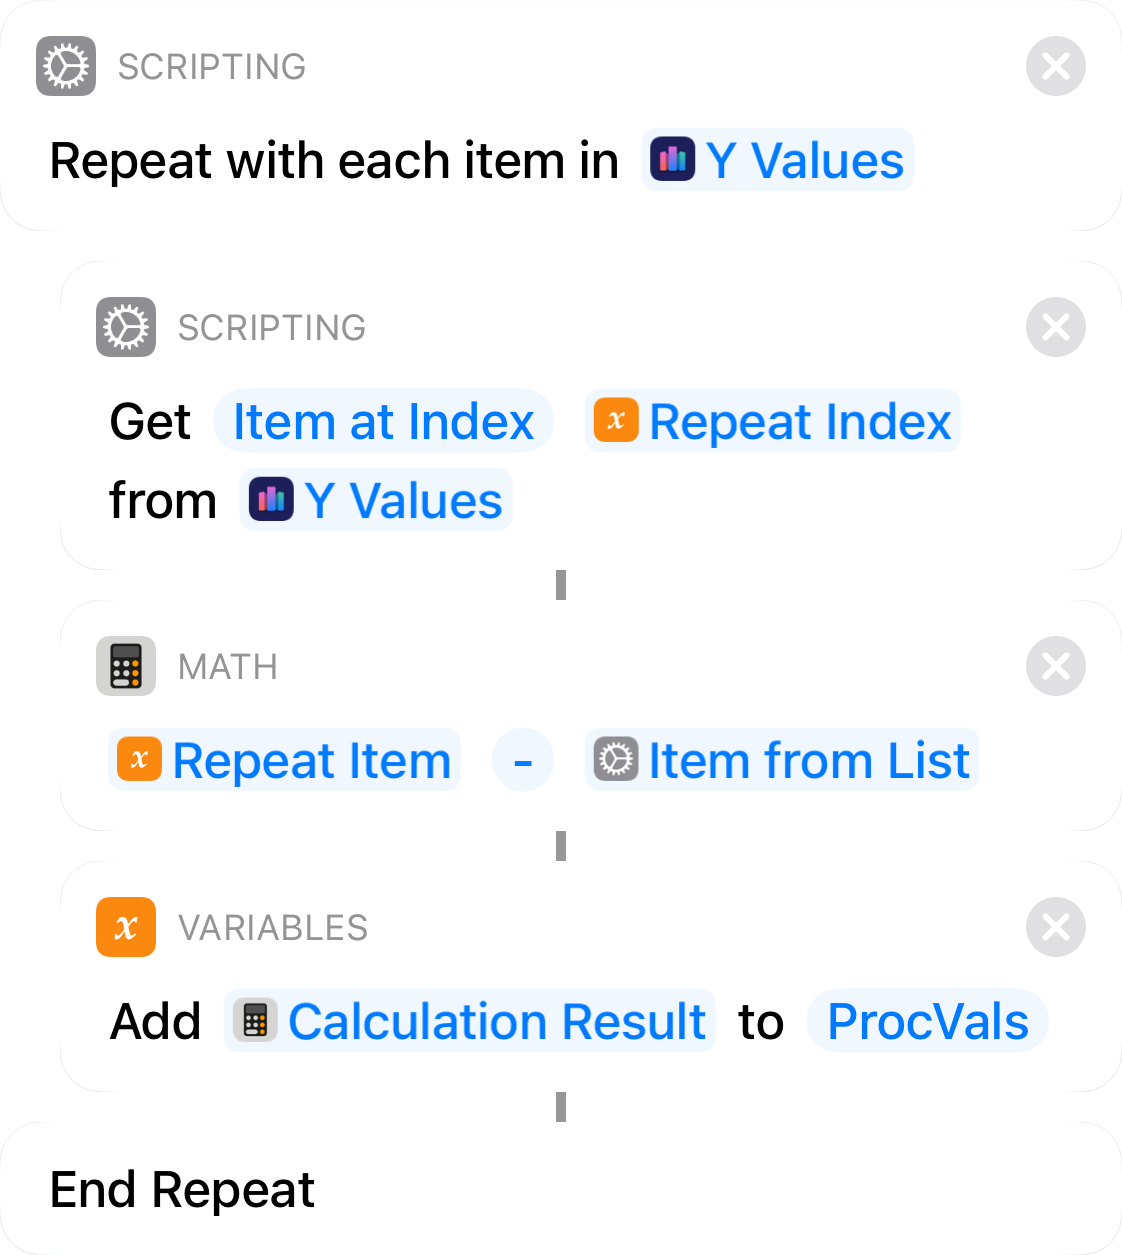 SCRIPTING
Repeat with each item in Y Values
SCRIPTING
Get Item at Index x Repeat Index
from Y Values
MATH
x Repeat Item - Item from List
x VARIABLES
Add Calculation Result to ProcVals
End Repeat